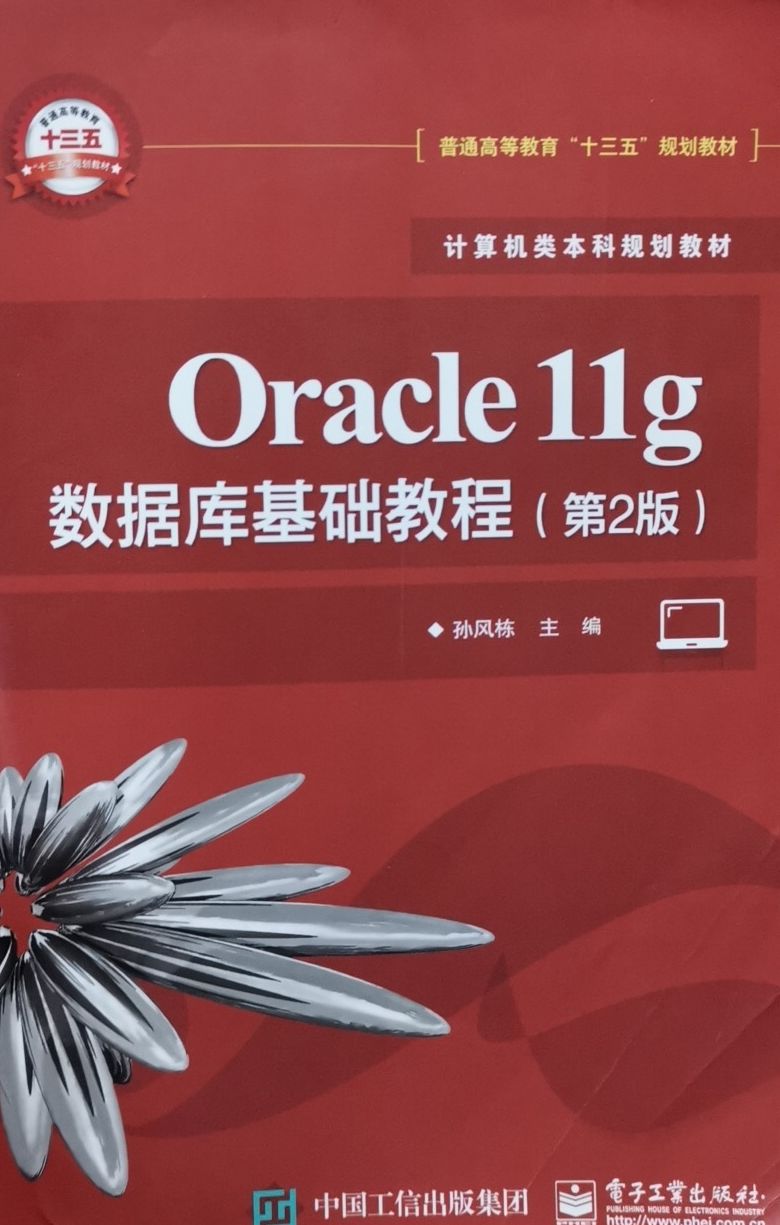 普通高等教育
十三五
“十三五”规划教材
普通高等教育“十三五”规划教材
计算机类本科规划教材
Oracle 11g
数据库基础教程(第2版)
◆ 孙风栋 主 编
中国工信出版集团
電子工業出版社·
PUBLISHING HOUSE OF ELECTRONICS INDUSTRY
http://www.phei.com.c